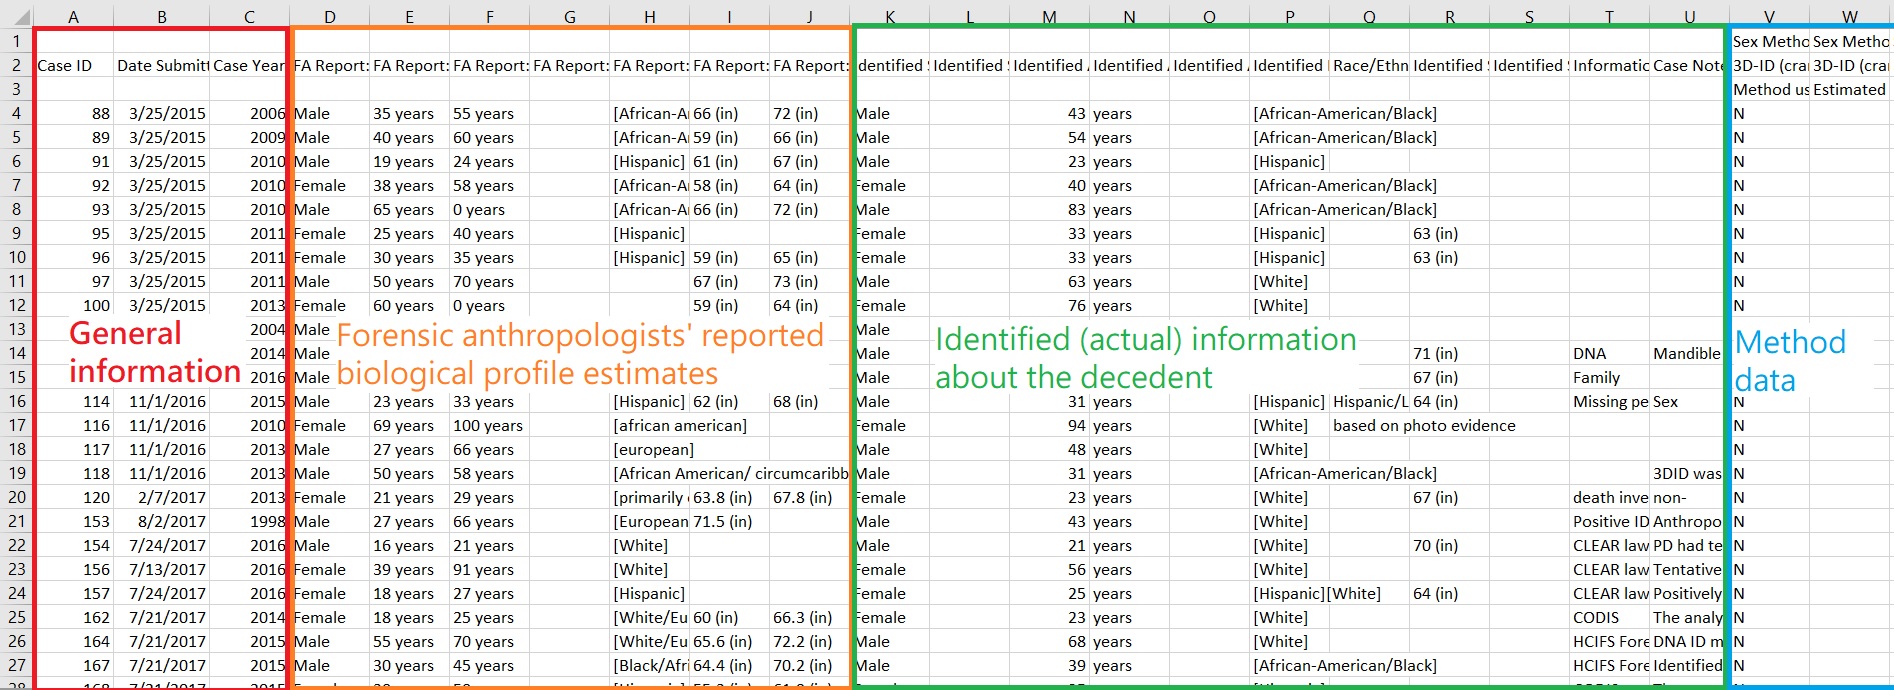 A B C D E F G H I J K L M N O P Q R S T U V W
1 Sex Metho Sex Metho
2 Case ID Date Submitt Case Year FA Report: FA Report: FA Report: FA Report: FA Report: FA Report: FA Report: Identified Identified Identified Identified Identified Identified Race/Ethn Identified Identified Informatic Case Note 3D-ID (crar 3D-ID (crar
3 Method us Estimated
4 88 3/25/2015 2006 Male 35 years 55 years [African-A 66 (in) 72 (in) Male 43 years [African-American/Black] N
5 89 3/25/2015 2009 Male 40 years 60 years [African-A 59 (in) 66 (in) Male 54 years [African-American/Black] N
6 91 3/25/2015 2010 Male 19 years 24 years [Hispanic] 61 (in) 67 (in) Male 23 years [Hispanic] N
7 92 3/25/2015 2010 Female 38 years 58 years [African-A 58 (in) 64 (in) Female 40 years [African-American/Black] N
8 93 3/25/2015 2010 Male 65 years 0 years [African-A 66 (in) 72 (in) Male 83 years [African-American/Black] N
9 95 3/25/2015 2011 Female 25 years 40 years [Hispanic] Female 33 years [Hispanic] 63 (in) N
10 96 3/25/2015 2011 Female 30 years 35 years [Hispanic] 59 (in) 65 (in) Female 33 years [Hispanic] 63 (in) N
11 97 3/25/2015 2011 Male 50 years 70 years 67 (in) 73 (in) Male 63 years [White] N
12 100 3/25/2015 2013 Female 60 years 0 years 59 (in) 64 (in) Female 76 years [White] N
13 2004 Male Male
14 2014 Male Male 71 (in) DNA Mandible
15 2016 Male Male 67 (in) Family
General information
Forensic anthropologists' reported biological profile estimates
Identified (actual) information about the decedent
Method data
16 114 11/1/2016 2015 Male 23 years 33 years [Hispanic] 62 (in) 68 (in) Male 31 years [Hispanic] Hispanic/L 64 (in) Missing pe Sex N
17 116 11/1/2016 2010 Female 69 years 100 years [african american] Female 94 years [White] based on photo evidence N
18 117 11/1/2016 2013 Male 27 years 66 years [european] Male 48 years [White] N
19 118 11/1/2016 2013 Male 50 years 58 years [African American/ circumcaribb Male 31 years [African-American/Black] 3DID was N
20 120 2/7/2017 2013 Female 21 years 29 years [primarily 63.8 (in) 67.8 (in) Female 23 years [White] 67 (in) death inve non- N
21 153 8/2/2017 1998 Male 27 years 66 years [European 71.5 (in) Male 43 years [White] Positive ID Anthropo N
22 154 7/24/2017 2016 Male 16 years 21 years [White] Male 21 years [White] 70 (in) CLEAR law PD had te N
23 156 7/13/2017 2016 Female 39 years 91 years [White] Female 56 years [White] CLEAR law Tentative N
24 157 7/24/2017 2016 Female 18 years 27 years [Hispanic] Female 25 years [Hispanic][White] 64 (in) CLEAR law Positively N
25 162 7/21/2017 2014 Female 18 years 25 years [White/Eu 60 (in) 66.3 (in) Female 23 years [White] CODIS The analy N
26 164 7/21/2017 2015 Male 55 years 70 years [White/Eu 65.6 (in) 72.2 (in) Male 68 years [White] HCIFS Fore DNA ID m N
27 167 7/21/2017 2015 Male 30 years 45 years [Black/Afri 64.4 (in) 70.2 (in) Male 39 years [African-American/Black] HCIFS Fore Identified N